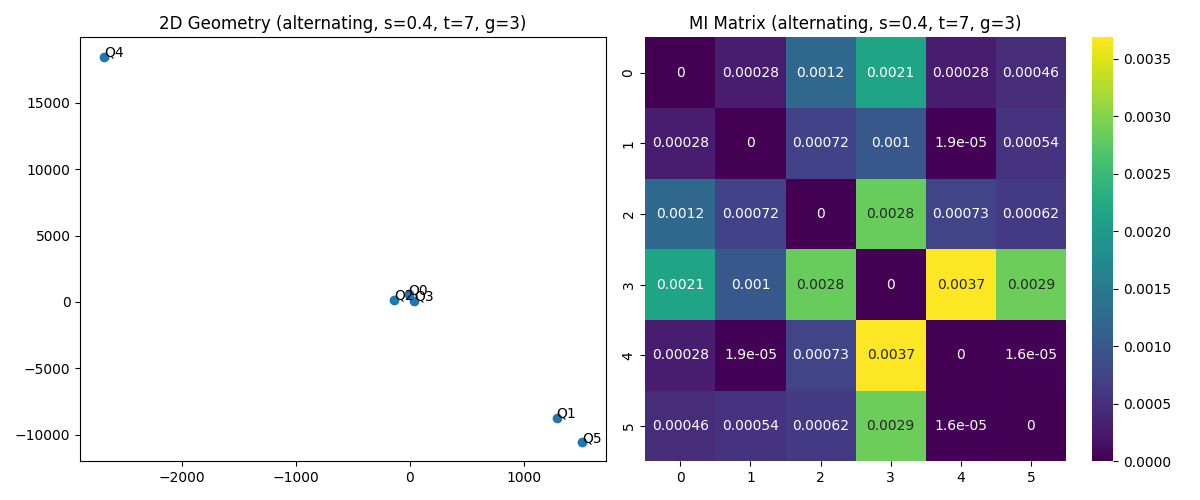 2D Geometry (alternating, s=0.4, t=7, g=3)
Q4
Q0
Q2
Q3
Q1
Q5
15000
10000
5000
0
−5000
−10000
−2000 −1000 0 1000
MI Matrix (alternating, s=0.4, t=7, g=3)
0 0 0.00028 0.0012 0.0021 0.00028 0.00046
1 0.00028 0 0.00072 0.001 1.9e-05 0.00054
2 0.0012 0.00072 0 0.0028 0.00073 0.00062
3 0.0021 0.001 0.0028 0 0.0037 0.0029
4 0.00028 1.9e-05 0.00073 0.0037 0 1.6e-05
5 0.00046 0.00054 0.00062 0.0029 1.6e-05 0
0 1 2 3 4 5
0.0035
0.0030
0.0025
0.0020
0.0015
0.0010
0.0005
0.0000